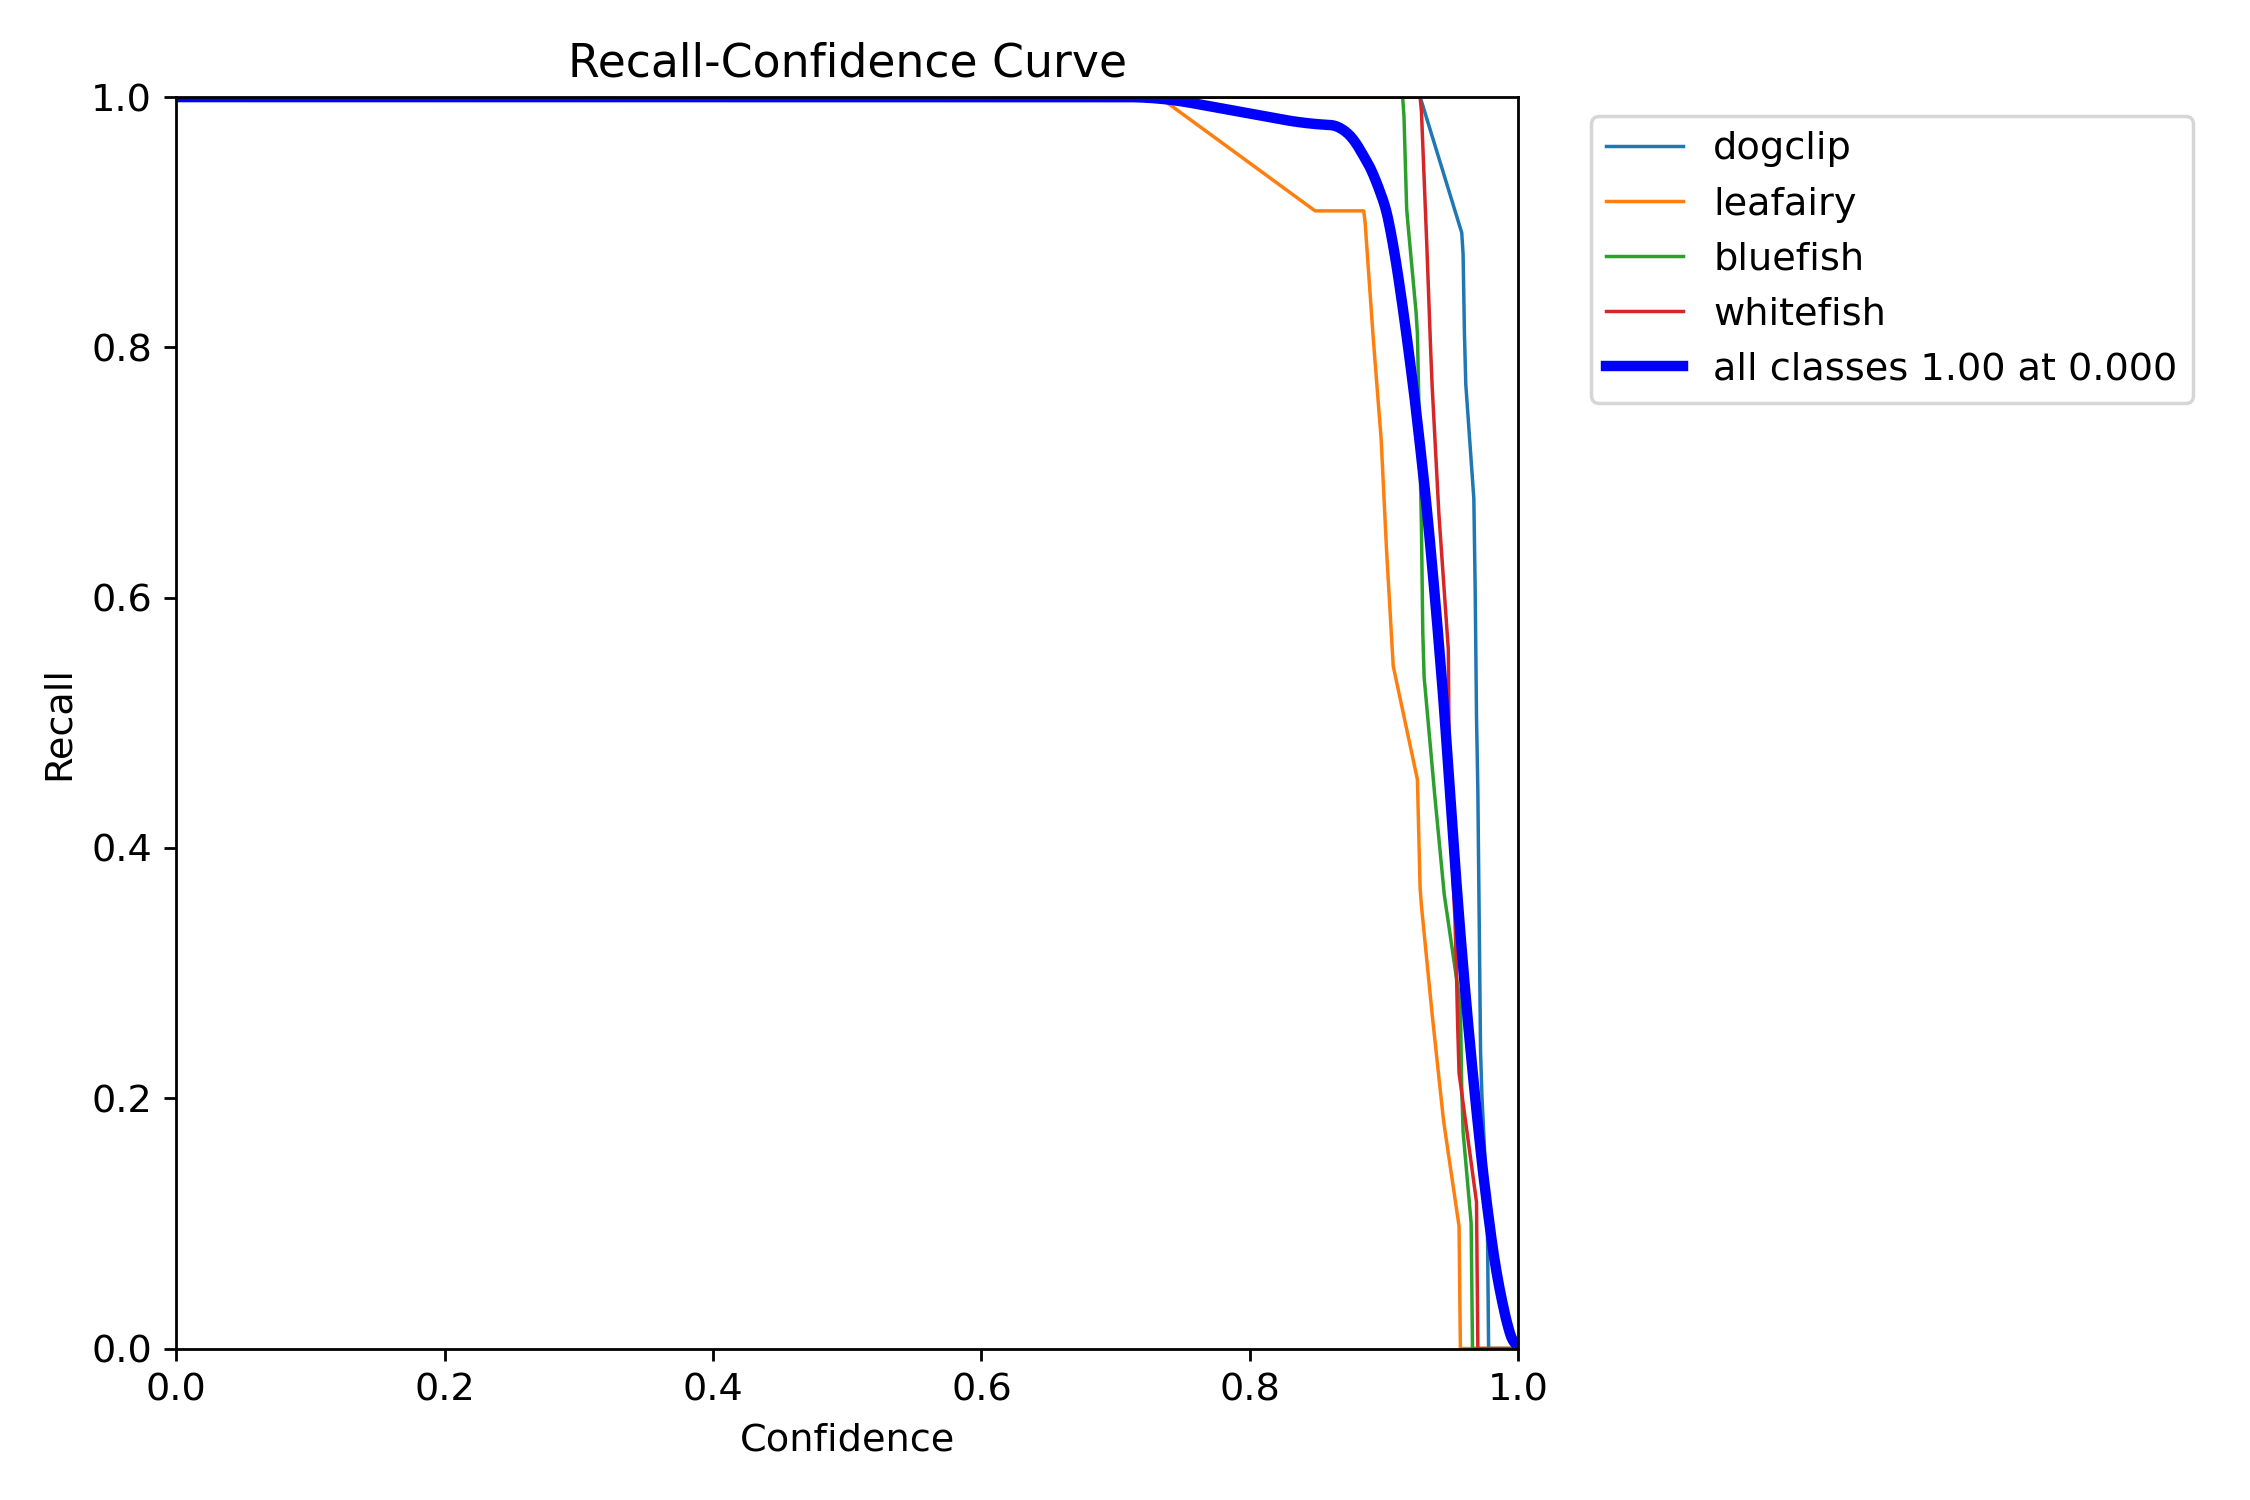 Recall-Confidence Curve
1.0
0.8
0.6
0.4
0.2
0.0
Recall
0.0 0.2 0.4 0.6 0.8 1.0
Confidence
dogclip
leafairy
bluefish
whitefish
all classes 1.00 at 0.000